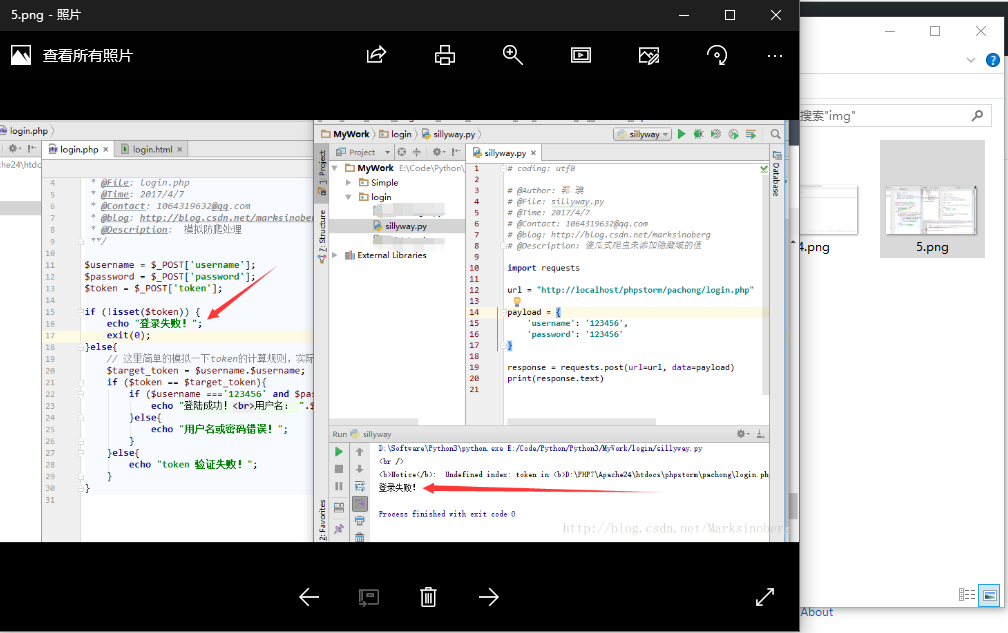 5.png - 照片
查看所有照片
搜索"img"
4.png
5.png
About
login.php
che24\htdoc
login.php
login.html
4 * @File: login.php
5 * @Time: 2017/4/7
6 * @Contact: 1064319632@qq.com
7 * @blog: http://blog.csdn.net/marksinober
8 * @Description: 模拟防爬处理
9 **/
10
11 $username = $_POST['username'];
12 $password = $_POST['password'];
13 $token = $_POST['token'];
14
15 if (!isset($token)) {
16 echo "登录失败!";
17 exit(0);
18 }else{
19 // 这里简单的模拟一下token的计算规则，实际
20 $target_token = $username.$username;
21 if ($token == $target_token){
22 if ($username ==='123456' and $pas
23 echo "登陆成功!<br>用户名: ".$
24 }else{
25 echo "用户名或密码错误!";
26 }
27 }else{
28 echo "token 验证失败!";
29 }
30 }
31
MyWork login sillyway.py
sillyway
1: Project
2: Structure
2: Favorites
Project
MyWork E:\Code\Python\
Simple
login
sillyway.py
External Libraries
sillyway.py
Database
1 # coding: utf8
2
3 # @Author: 郭 璞
4 # @File: sillyway.py
5 # @Time: 2017/4/7
6 # @Contact: 1064319632@qq.com
7 # @blog: http://blog.csdn.net/marksinoberg
8 # @Description: 傻瓜式爬虫未添加隐藏域的值
9
10 import requests
11
12 url = "http://localhost/phpstorm/pachong/login.php"
13
14 payload = {
15 'username': '123456',
16 'password': '123456'
17 }
18
19 response = requests.post(url=url, data=payload)
20 print(response.text)
21
Run sillyway
D:\Software\Python3\python.exe E:/Code/Python/Python3/MyWork/login/sillyway.py
<br />
<b>Notice</b>: Undefined index: token in <b>D:\PHP7\Apache24\htdocs\phpstorm\pachong\login.ph
登录失败!
Process finished with exit code 0
http://blog.csdn.net/Marksinober